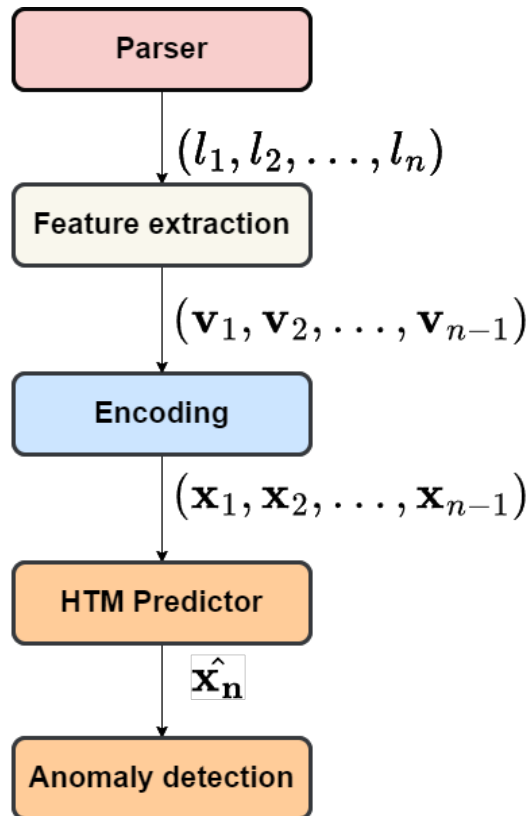 Parser
(l₁, l₂, . . . , lₙ)
Feature extraction
(𝐯₁, 𝐯₂, . . . , 𝐯ₙ₋₁)
Encoding
(𝐱₁, 𝐱₂, . . . , 𝐱ₙ₋₁)
HTM Predictor
𝐱̂ₙ
Anomaly detection